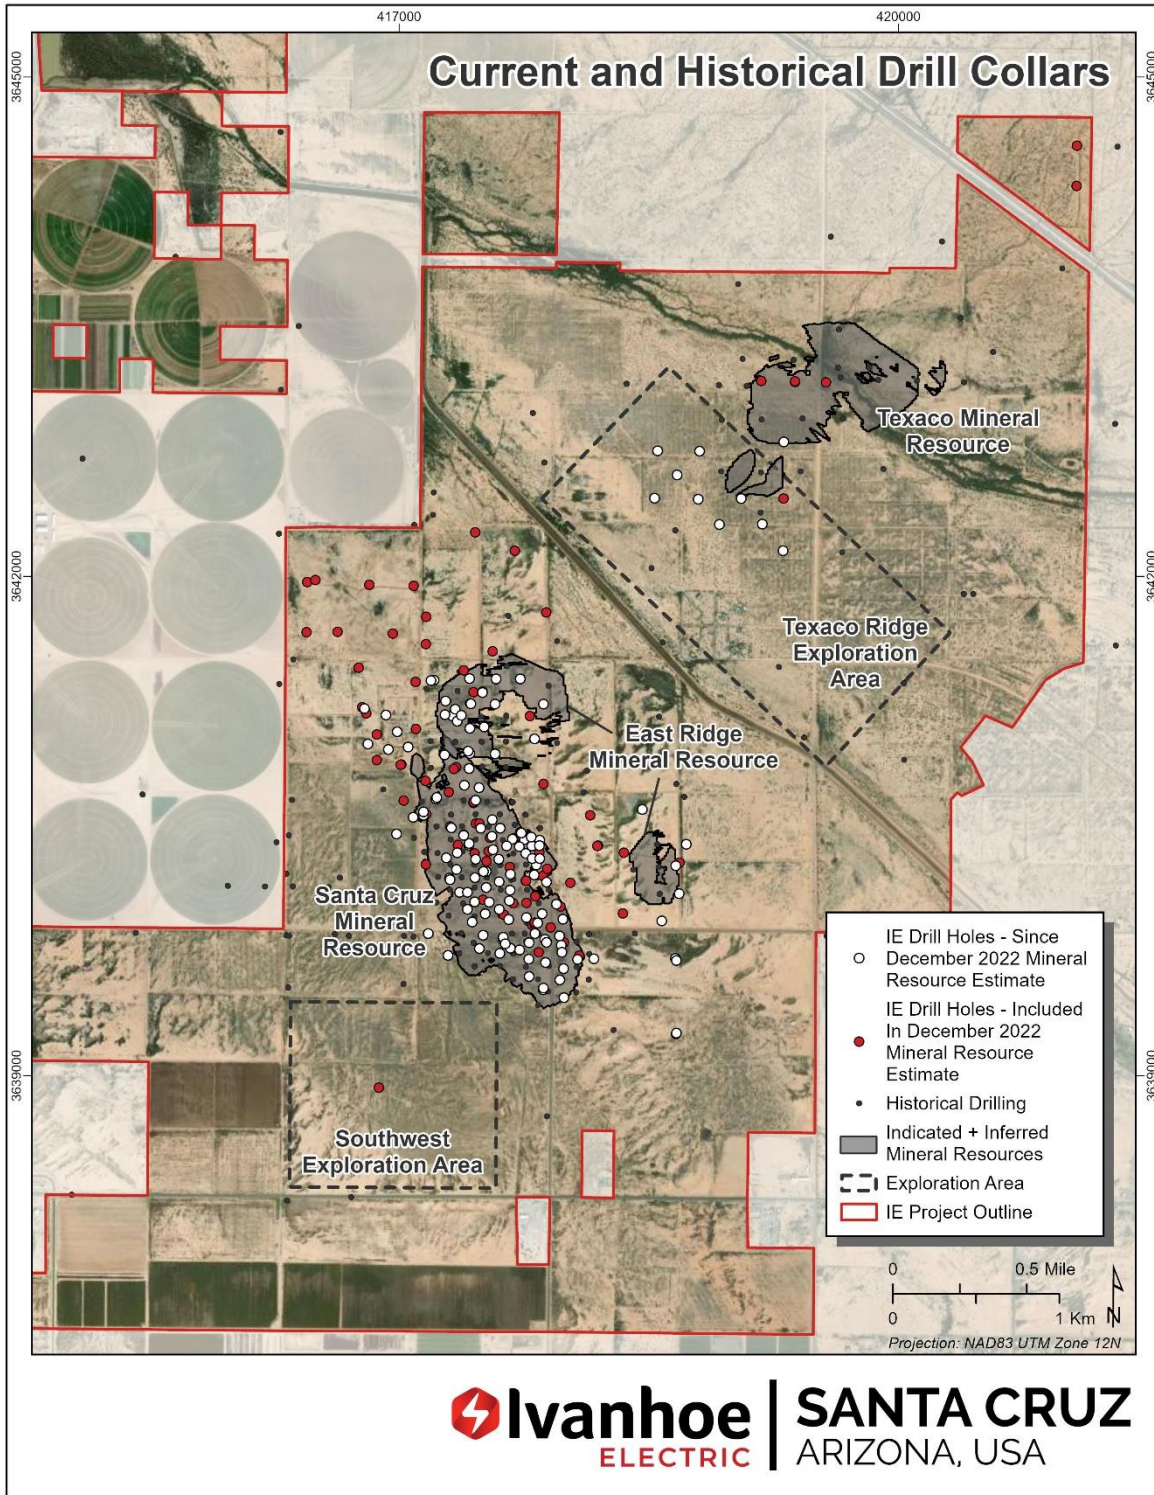 417000
420000
3645000
3645000
Current and Historical Drill Collars
Texaco Mineral
Resource
3642000
3642000
Texaco Ridge
Exploration
Area
East Ridge
Mineral Resource
Santa Cruz
Mineral
Resource
IE Drill Holes - Since
December 2022 Mineral
Resource Estimate
IE Drill Holes - Included
In December 2022
Mineral Resource
Estimate
Historical Drilling
Indicated + Inferred
Mineral Resources
Exploration Area
IE Project Outline
3639000
3639000
Southwest
Exploration Area
0 0.5 Mile
0 1 Km
N
Projection: NAD83 UTM Zone 12N
Ivanhoe
ELECTRIC
SANTA CRUZ
ARIZONA, USA